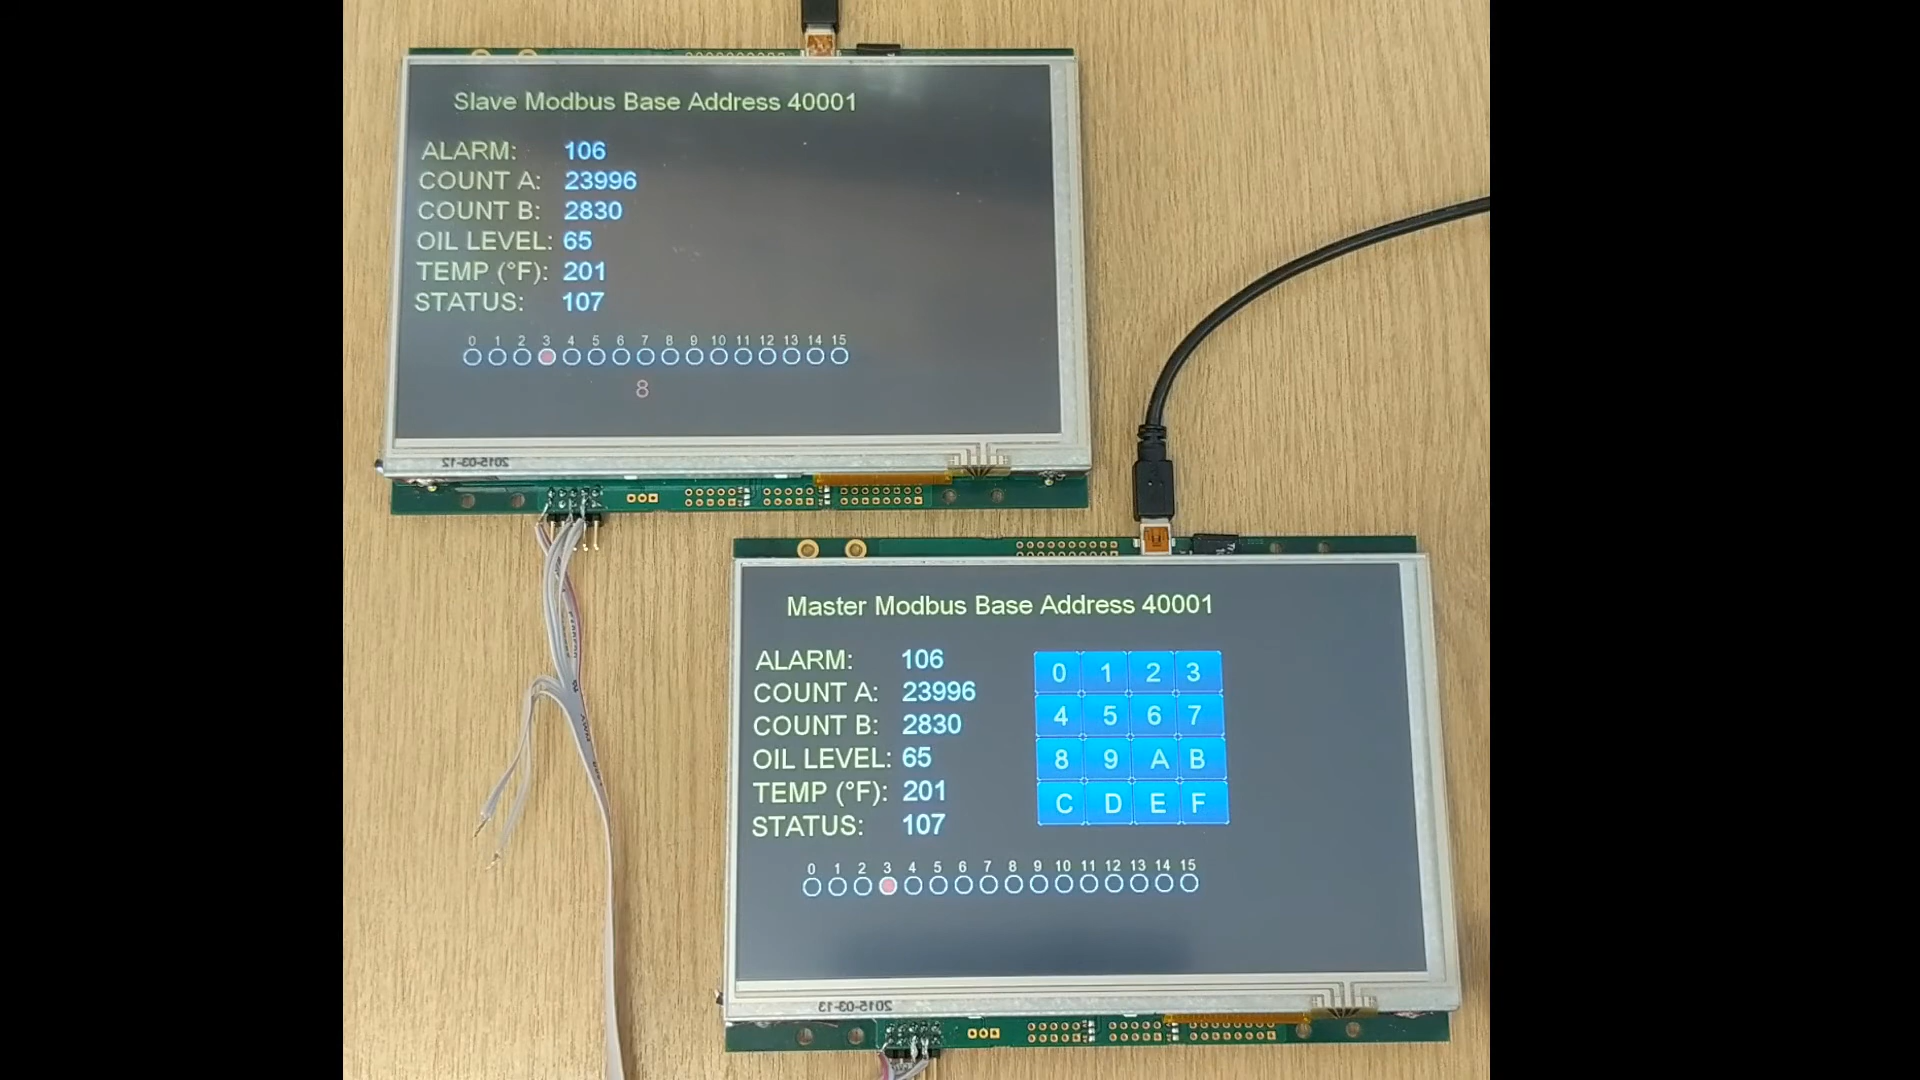 Slave Modbus Base Address 40001
ALARM: 106
COUNT A: 23996
COUNT B: 2830
OIL LEVEL: 65
TEMP (°F): 201
STATUS: 107
0 1 2 3 4 5 6 7 8 9 10 11 12 13 14 15
8
2015-03-12
Master Modbus Base Address 40001
ALARM: 106
COUNT A: 23996
COUNT B: 2830
OIL LEVEL: 65
TEMP (°F): 201
STATUS: 107
0 1 2 3
4 5 6 7
8 9 A B
C D E F
0 1 2 3 4 5 6 7 8 9 10 11 12 13 14 15
2015-03-13